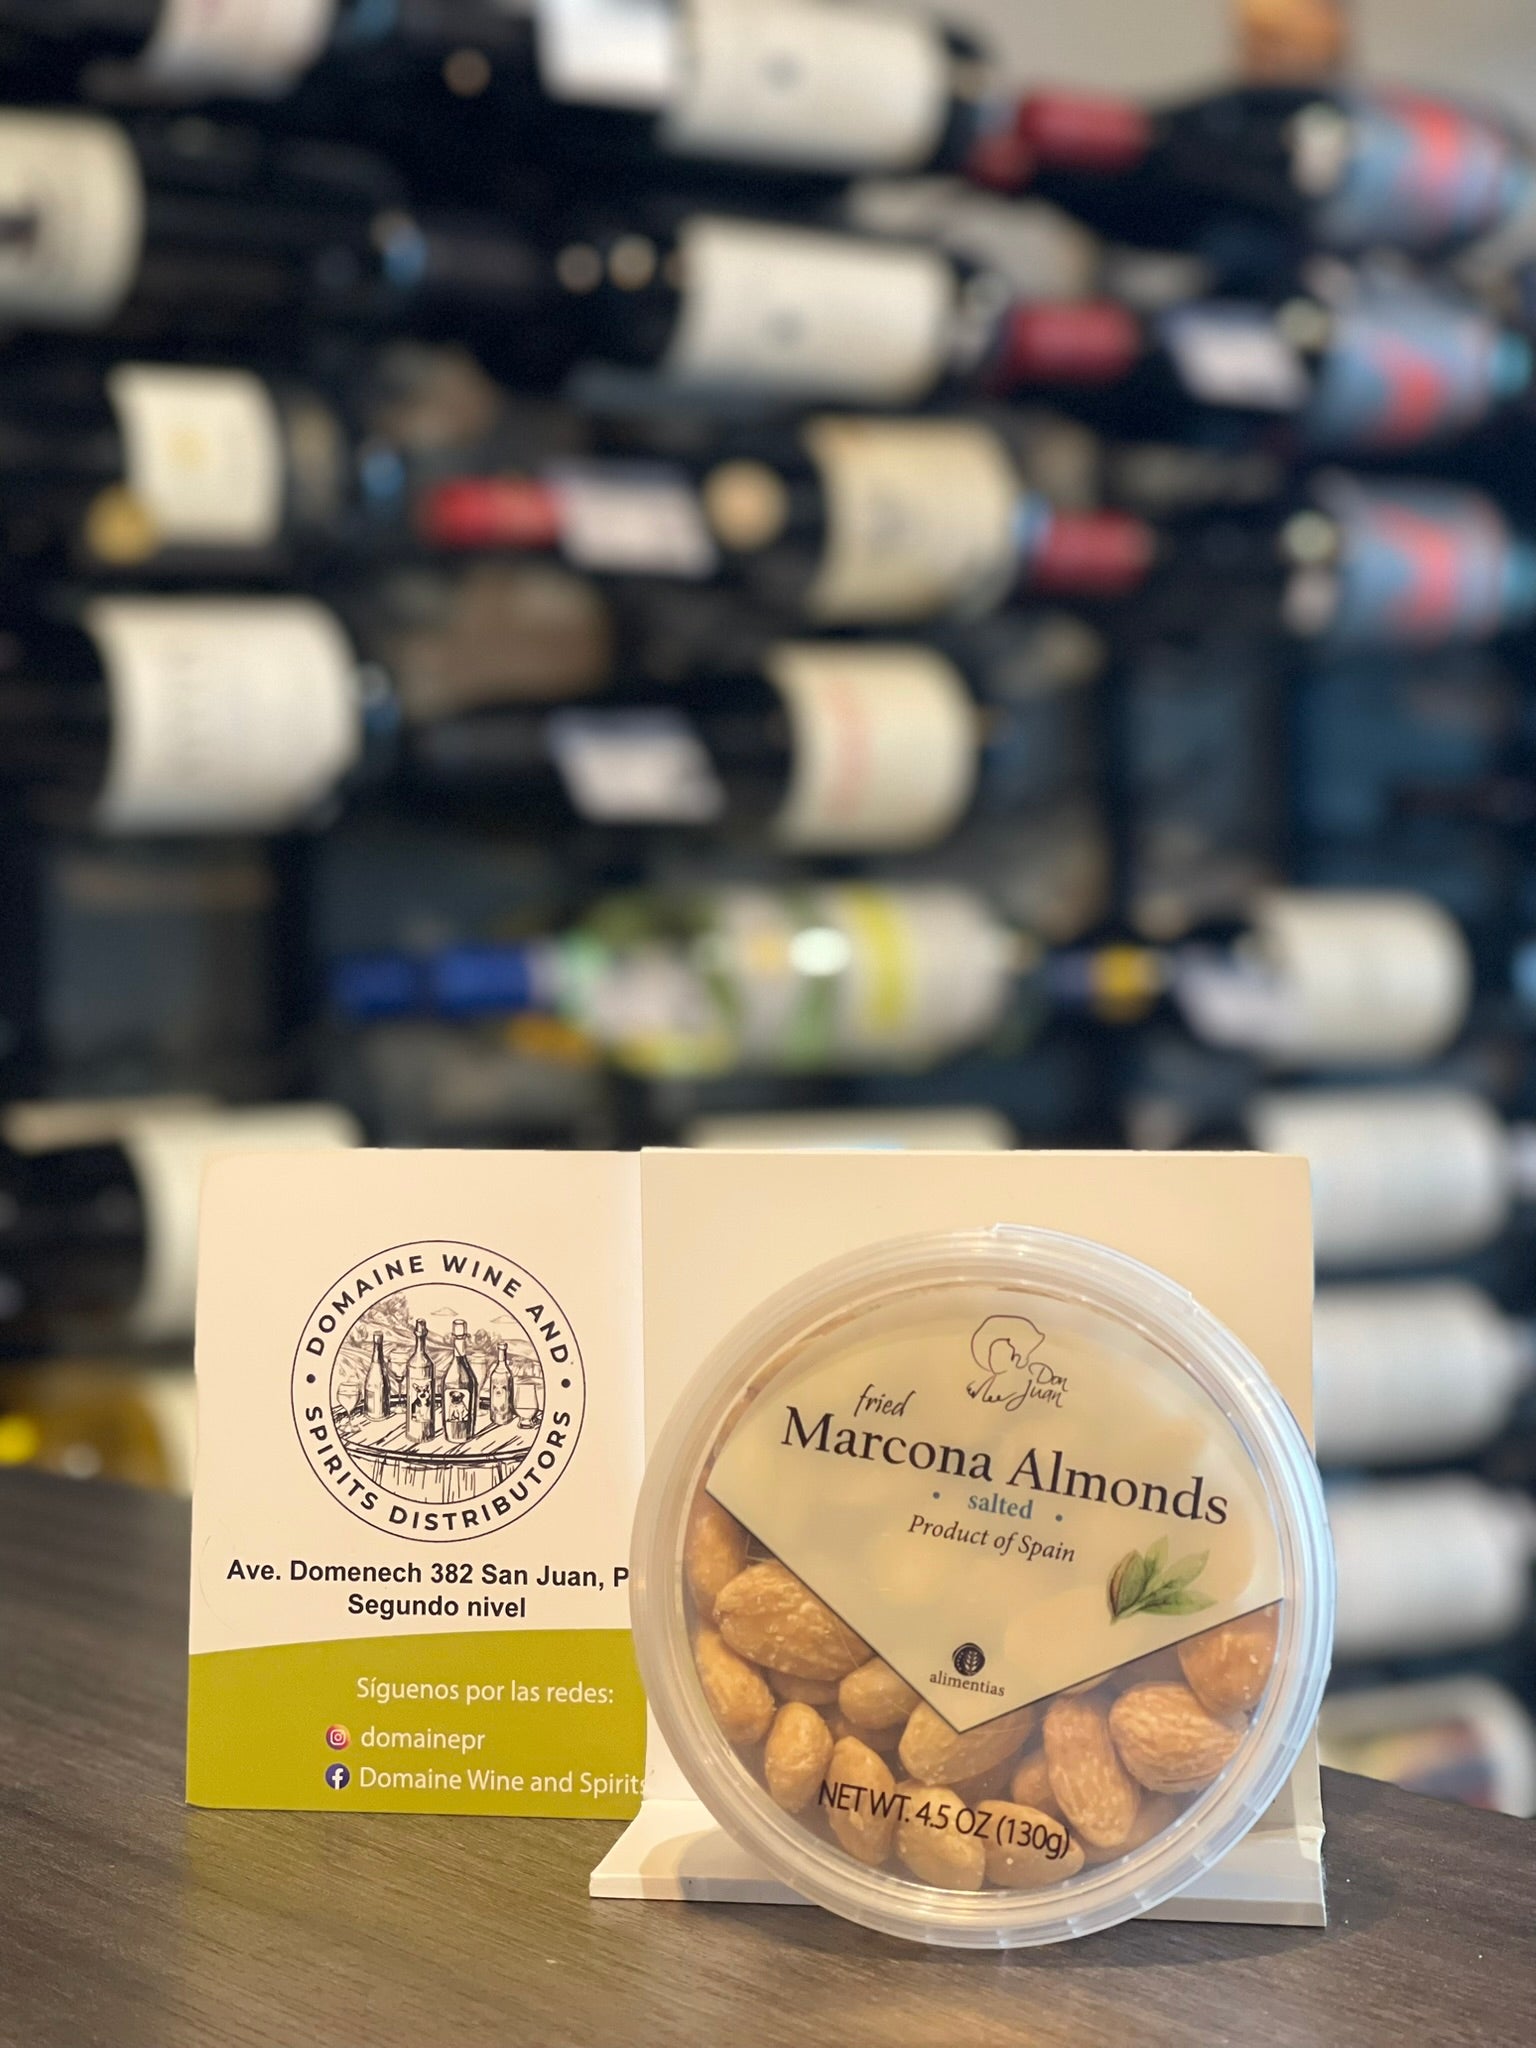 DOMAINE WINE AND
SPIRITS DISTRIBUTORS
Ave. Domenech 382 San Juan, P
Segundo nivel
Síguenos por las redes:
domainepr
Domaine Wine and Spirits
Don
Juan
fried
Marcona Almonds
• salted •
Product of Spain
alimentias
NET WT. 4.5 OZ (130g)